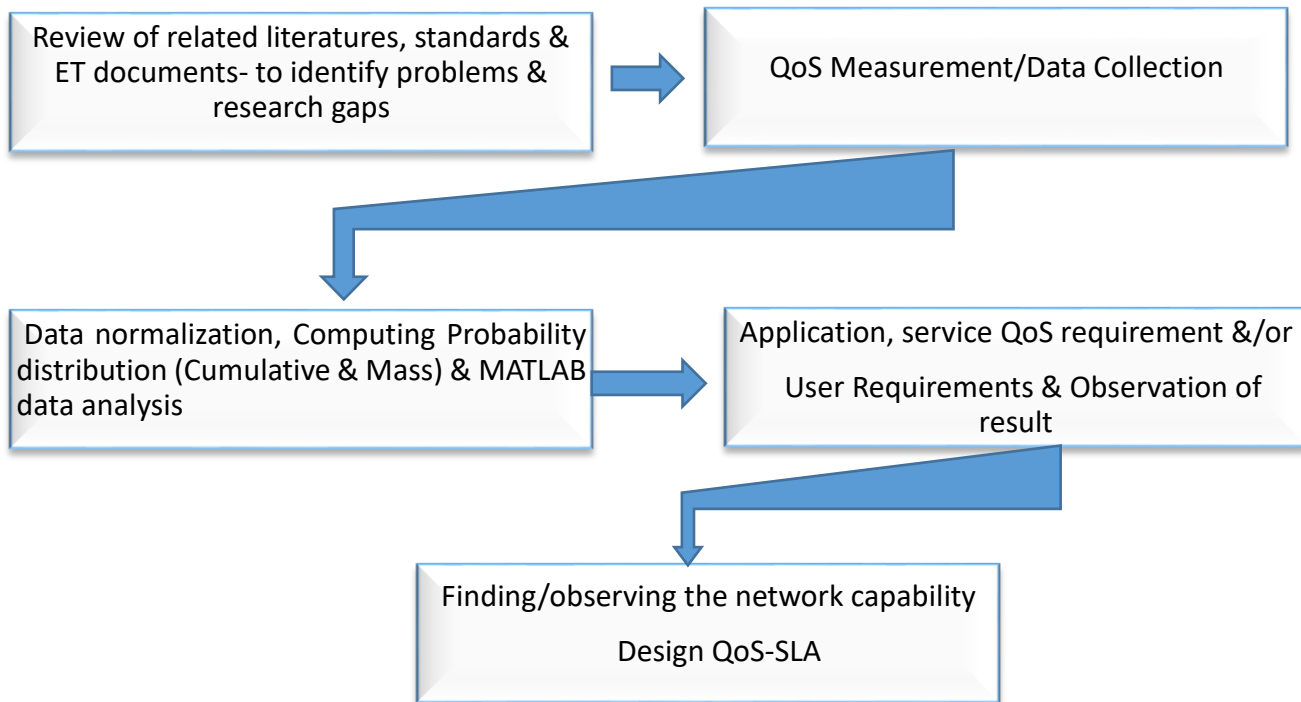 Review of related literatures, standards &
ET documents- to identify problems &
research gaps
QoS Measurement/Data Collection
Data normalization, Computing Probability
distribution (Cumulative & Mass) & MATLAB
data analysis
Application, service QoS requirement &/or
User Requirements & Observation of
result
Finding/observing the network capability
Design QoS-SLA